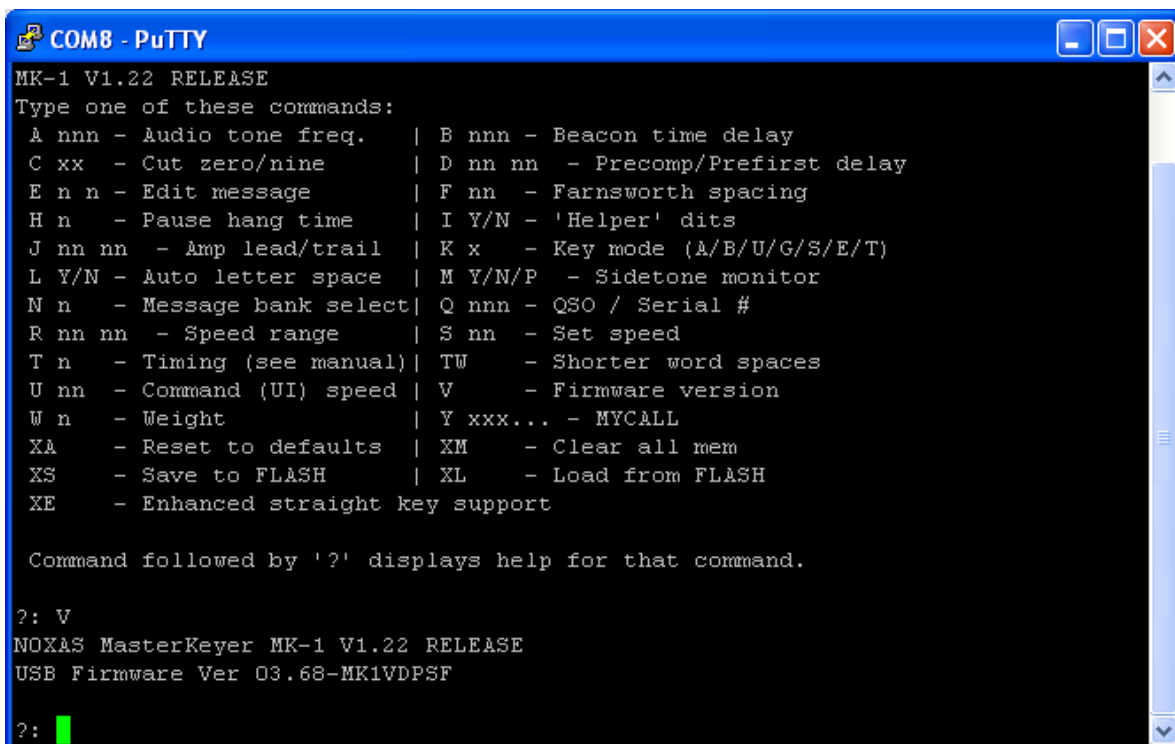 COM8 - PuTTY
MK-1 V1.22 RELEASE
Type one of these commands:
 A nnn - Audio tone freq.   | B nnn - Beacon time delay
 C xx  - Cut zero/nine      | D nn nn  - Precomp/Prefirst delay
 E n n - Edit message       | F nn  - Farnsworth spacing
 H n   - Pause hang time    | I Y/N - 'Helper' dits
 J nn nn  - Amp lead/trail  | K x   - Key mode (A/B/U/G/S/E/T)
 L Y/N - Auto letter space  | M Y/N/P  - Sidetone monitor
 N n   - Message bank select| Q nnn - QSO / Serial #
 R nn nn  - Speed range     | S nn  - Set speed
 T n   - Timing (see manual)| TW    - Shorter word spaces
 U nn  - Command (UI) speed | V     - Firmware version
 W n   - Weight             | Y xxx... - MYCALL
 XA    - Reset to defaults  | XM    - Clear all mem
 XS    - Save to FLASH      | XL    - Load from FLASH
 XE    - Enhanced straight key support
 Command followed by '?' displays help for that command.
?: V
N0XAS MasterKeyer MK-1 V1.22 RELEASE
USB Firmware Ver 03.68-MK1VDPSF
?: